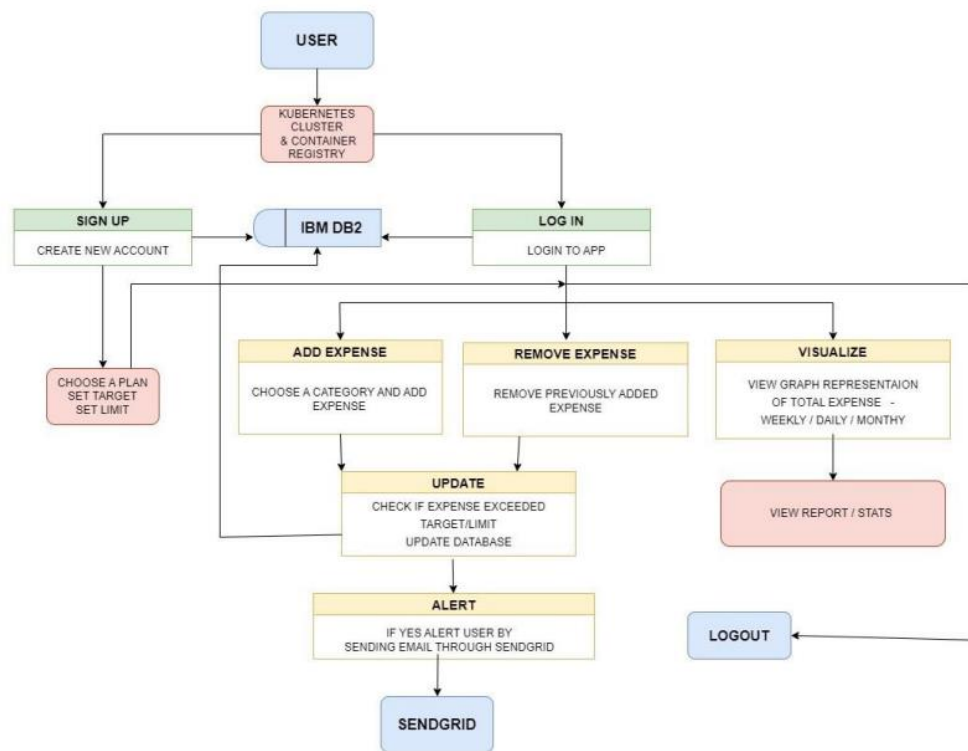 USER
KUBERNETES
CLUSTER
& CONTAINER
REGISTRY
SIGN UP
CREATE NEW ACCOUNT
IBM DB2
LOG IN
LOGIN TO APP
CHOOSE A PLAN
SET TARGET
SET LIMIT
ADD EXPENSE
CHOOSE A CATEGORY AND ADD
EXPENSE
REMOVE EXPENSE
REMOVE PREVIOUSLY ADDED
EXPENSE
VISUALIZE
VIEW GRAPH REPRESENTAION
OF TOTAL EXPENSE -
WEEKLY / DAILY / MONTHY
UPDATE
CHECK IF EXPENSE EXCEEDED
TARGET/LIMIT
UPDATE DATABASE
VIEW REPORT / STATS
ALERT
IF YES ALERT USER BY
SENDING EMAIL THROUGH SENDGRID
LOGOUT
SENDGRID